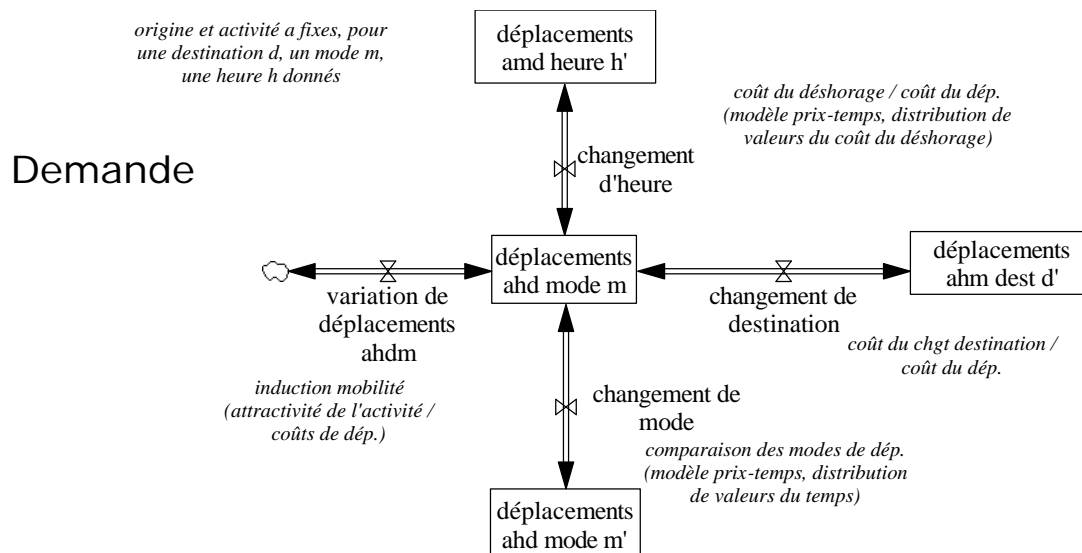 origine et activité a fixes, pour
une destination d, un mode m,
une heure h donnés
déplacements
amd heure h'
coût du déshorage / coût du dép.
(modèle prix-temps, distribution de
valeurs du coût du déshorage)
changement
d'heure
Demande
déplacements
ahd mode m
déplacements
ahm dest d'
variation de
déplacements
ahdm
changement de
destination
coût du chgt destination /
coût du dép.
induction mobilité
(attractivité de l'activité /
coûts de dép.)
changement de
mode
comparaison des modes de dép.
(modèle prix-temps, distribution
de valeurs du temps)
déplacements
ahd mode m'